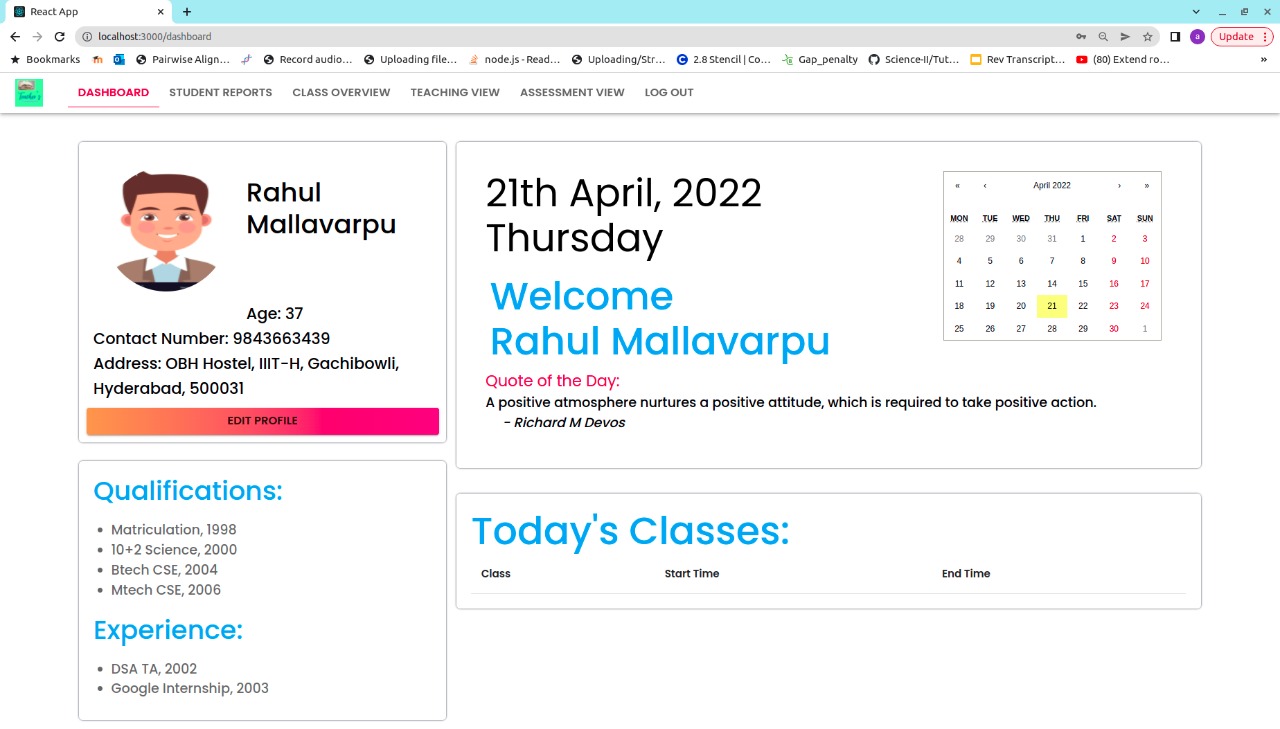 React App
localhost:3000/dashboard
a
Update
Bookmarks
Pairwise Align…
Record audio…
Uploading file…
node.js - Read…
Uploading/Str…
2.8 Stencil | Co…
Gap_penalty
Science-II/Tut…
Rev Transcript…
(80) Extend ro…
»
DASHBOARD
STUDENT REPORTS
CLASS OVERVIEW
TEACHING VIEW
ASSESSMENT VIEW
LOG OUT
Rahul
Mallavarpu
Age: 37
Contact Number: 9843663439
Address: OBH Hostel, IIIT-H, Gachibowli,
Hyderabad, 500031
EDIT PROFILE
Qualifications:
Matriculation, 1998
10+2 Science, 2000
Btech CSE, 2004
Mtech CSE, 2006
Experience:
DSA TA, 2002
Google Internship, 2003
21th April, 2022
Thursday
Welcome
Rahul Mallavarpu
Quote of the Day:
A positive atmosphere nurtures a positive attitude, which is required to take positive action.
- Richard M Devos
« ‹ April 2022 › »
MON TUE WED THU FRI SAT SUN
28 29 30 31 1 2 3
4 5 6 7 8 9 10
11 12 13 14 15 16 17
18 19 20 21 22 23 24
25 26 27 28 29 30 1
Today's Classes:
Class Start Time End Time